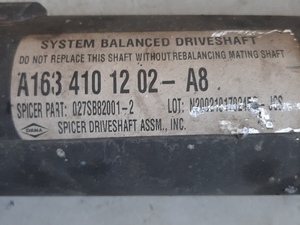 SYSTEM BALANCED DRIVESHAFT
DO NOT REPLACE THIS SHAFT WITHOUT REBALANCING MATING SHAFT
A163 410 12 02-A8
SPICER PART: 027SB82001-2 LOT:
DANA SPICER DRIVESHAFT ASSM., INC